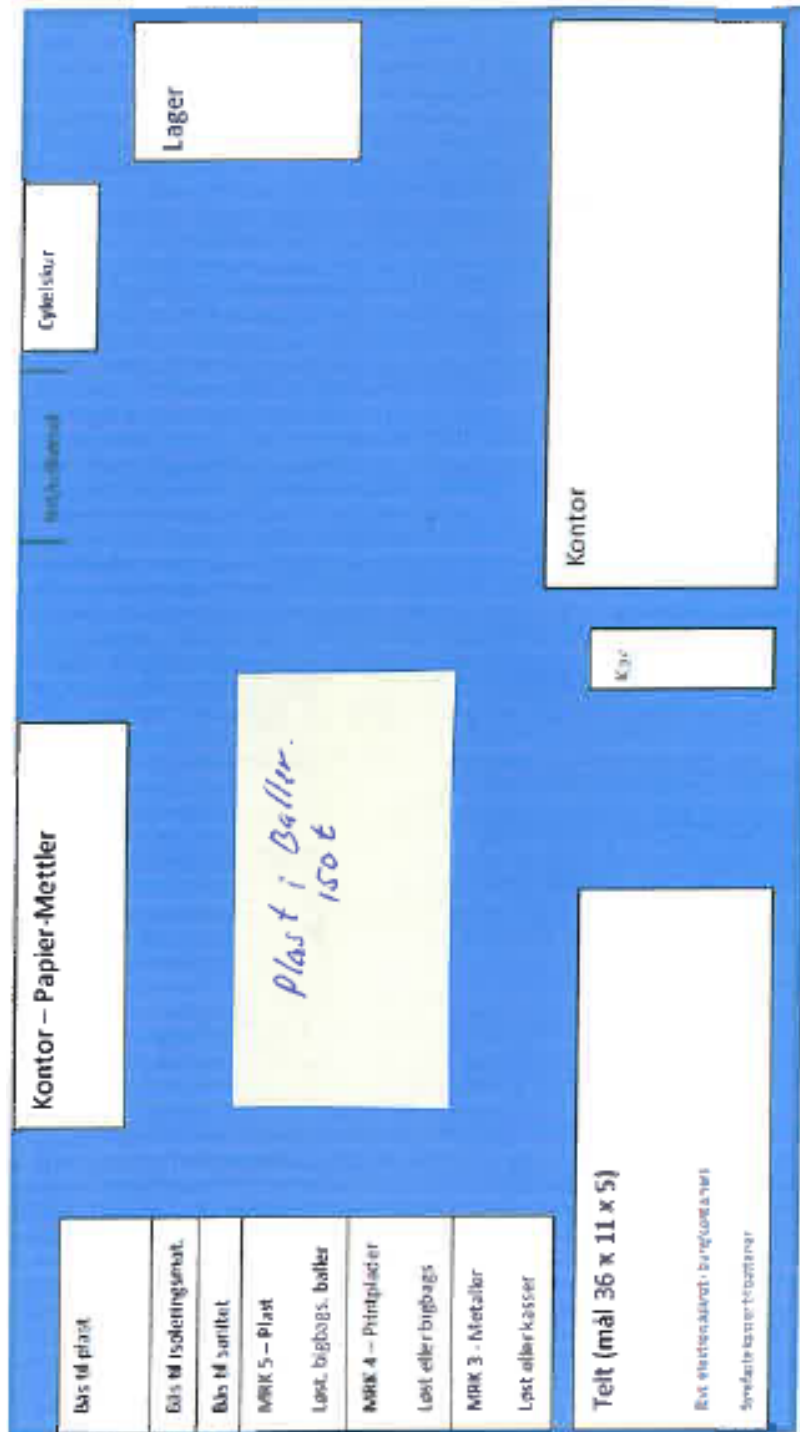 Lager
Cykelskur
Kontor – Papier-Mettler
Plast i Baller.
150 t
Kontor
Bås til plast
Bås til isoleringsmat.
Bås til sanitet
MRK 5 – Plast
Løst, bigbags, baller
MRK 4 – Printplader
Løst eller bigbags
MRK 3 - Metaller
Løst eller kasser
Telt (mål 36 x 11 x 5)